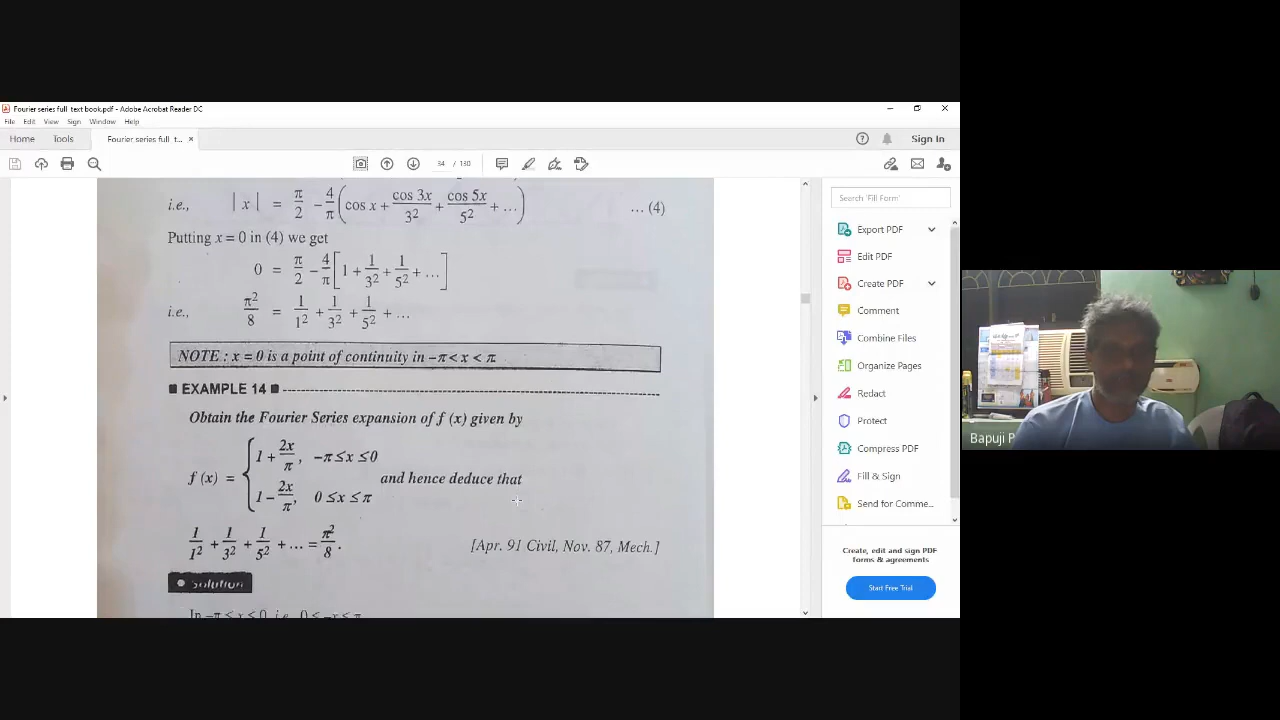 Fourier series full text book.pdf - Adobe Acrobat Reader DC
File Edit View Sign Window Help
Home Tools Fourier series full t... ×
34 / 130
Sign In
i.e., | x | = π/2 − 4/π (cos x + cos 3x/3² + cos 5x/5² + ...) ... (4)
Putting x = 0 in (4) we get
0 = π/2 − 4/π [1 + 1/3² + 1/5² + ...]
i.e., π²/8 = 1/1² + 1/3² + 1/5² + ...
NOTE : x = 0 is a point of continuity in −π < x < π
■ EXAMPLE 14 ■
Obtain the Fourier Series expansion of f (x) given by
f (x) = { 1 + 2x/π, −π ≤ x ≤ 0
1 − 2x/π, 0 ≤ x ≤ π and hence deduce that
1/1² + 1/3² + 1/5² + ... = π²/8.
[Apr. 91 Civil, Nov. 87, Mech.]
Solution
In −π ≤ x ≤ 0 i.e. 0 ≤ −x ≤ π
Search 'Fill Form'
Export PDF
Edit PDF
Create PDF
Comment
Combine Files
Organize Pages
Redact
Protect
Compress PDF
Fill & Sign
Send for Comme...
Create, edit and sign PDF
forms & agreements
Start Free Trial
Bapuji P